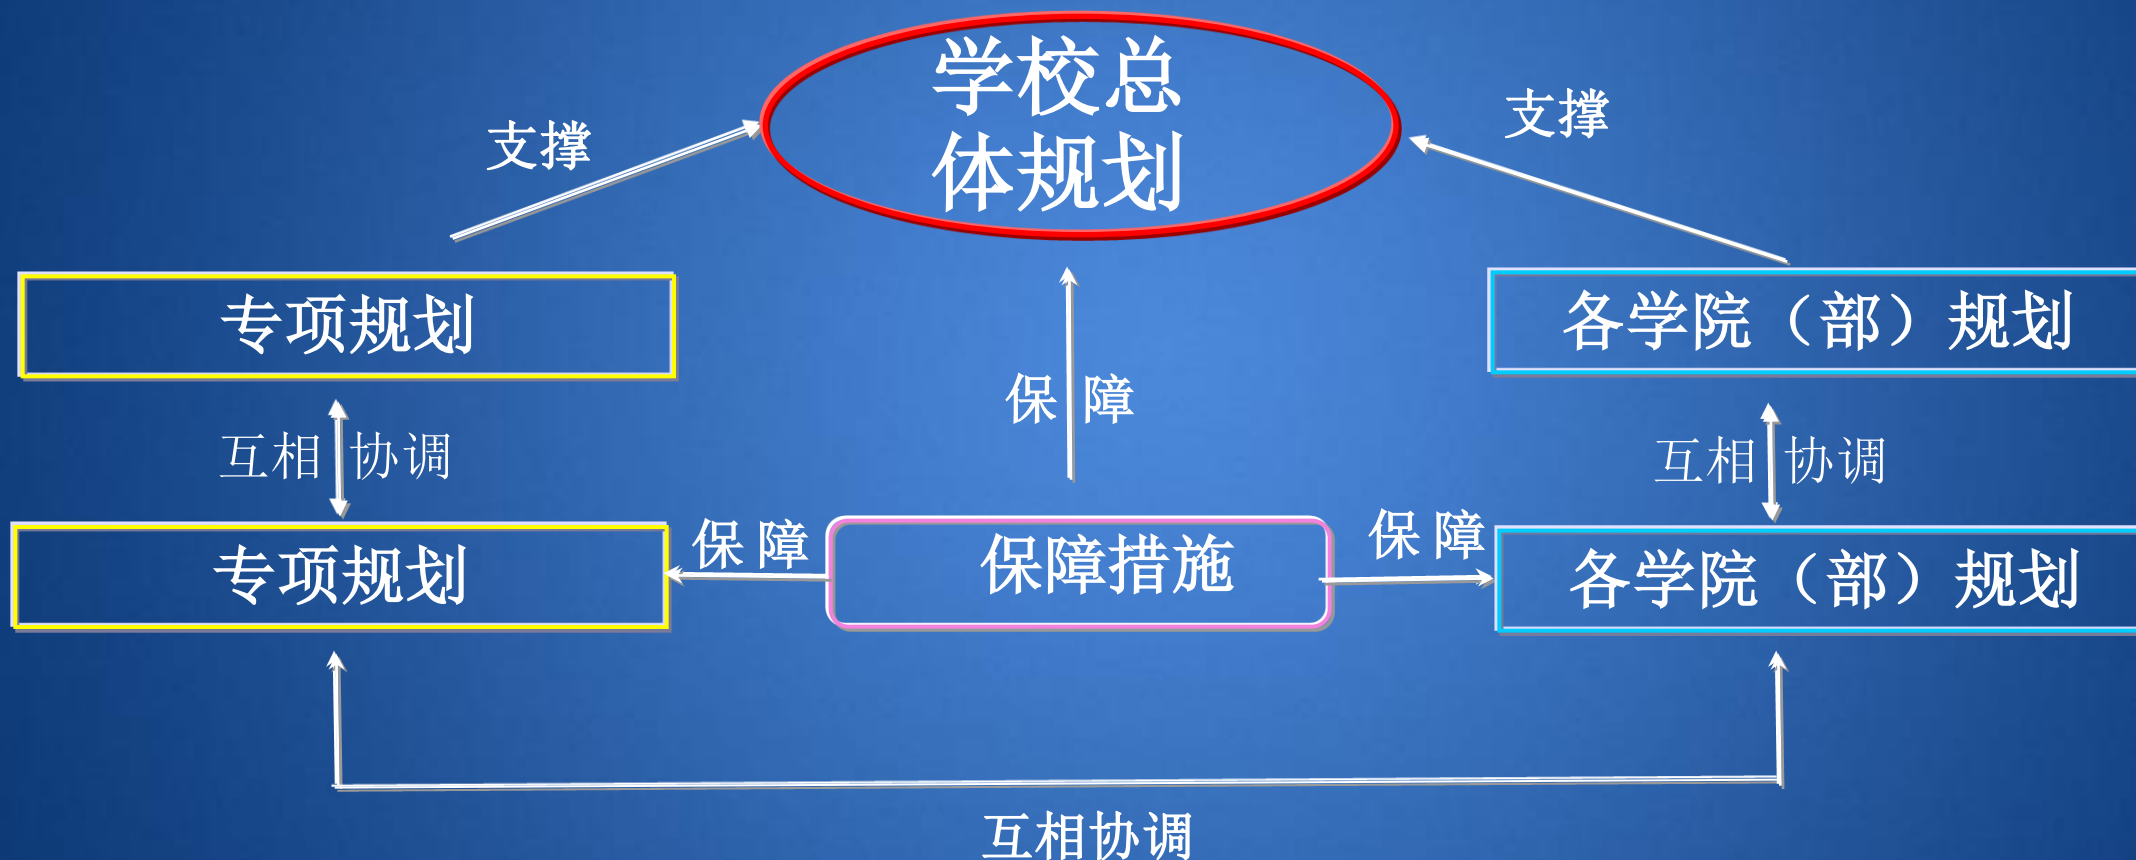 学校总
体规划
支撑
支撑
专项规划
各学院（部）规划
保 障
互相 协调
互相 协调
专项规划
保 障
保障措施
保 障
各学院（部）规划
互相协调